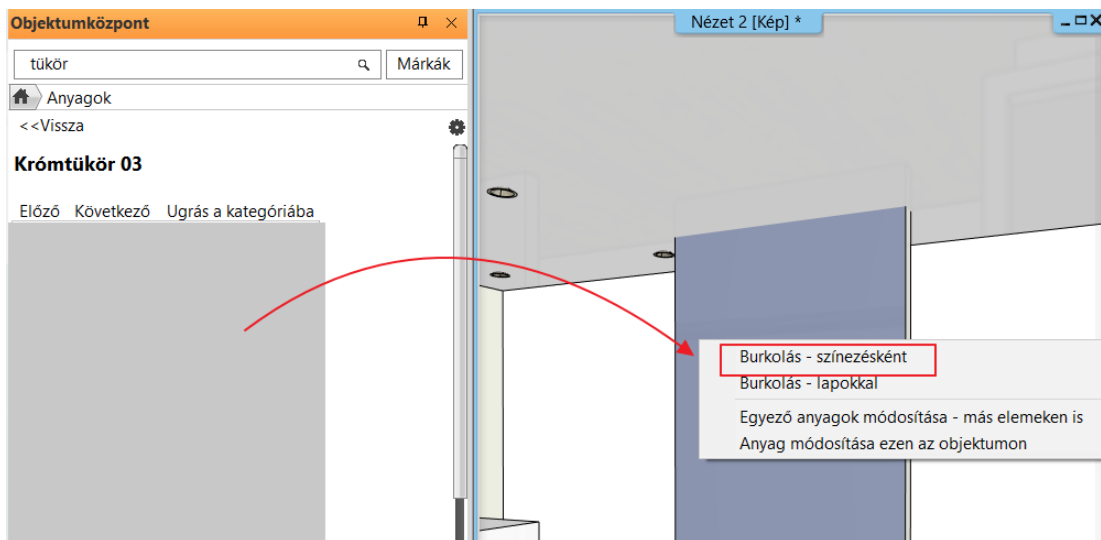 Objektumközpont
tükör
Márkák
Anyagok
<<Vissza
Krómtükör 03
Előző Következő Ugrás a kategóriába
Nézet 2 [Kép] *
Burkolás - színezésként
Burkolás - lapokkal
Egyező anyagok módosítása - más elemeken is
Anyag módosítása ezen az objektumon